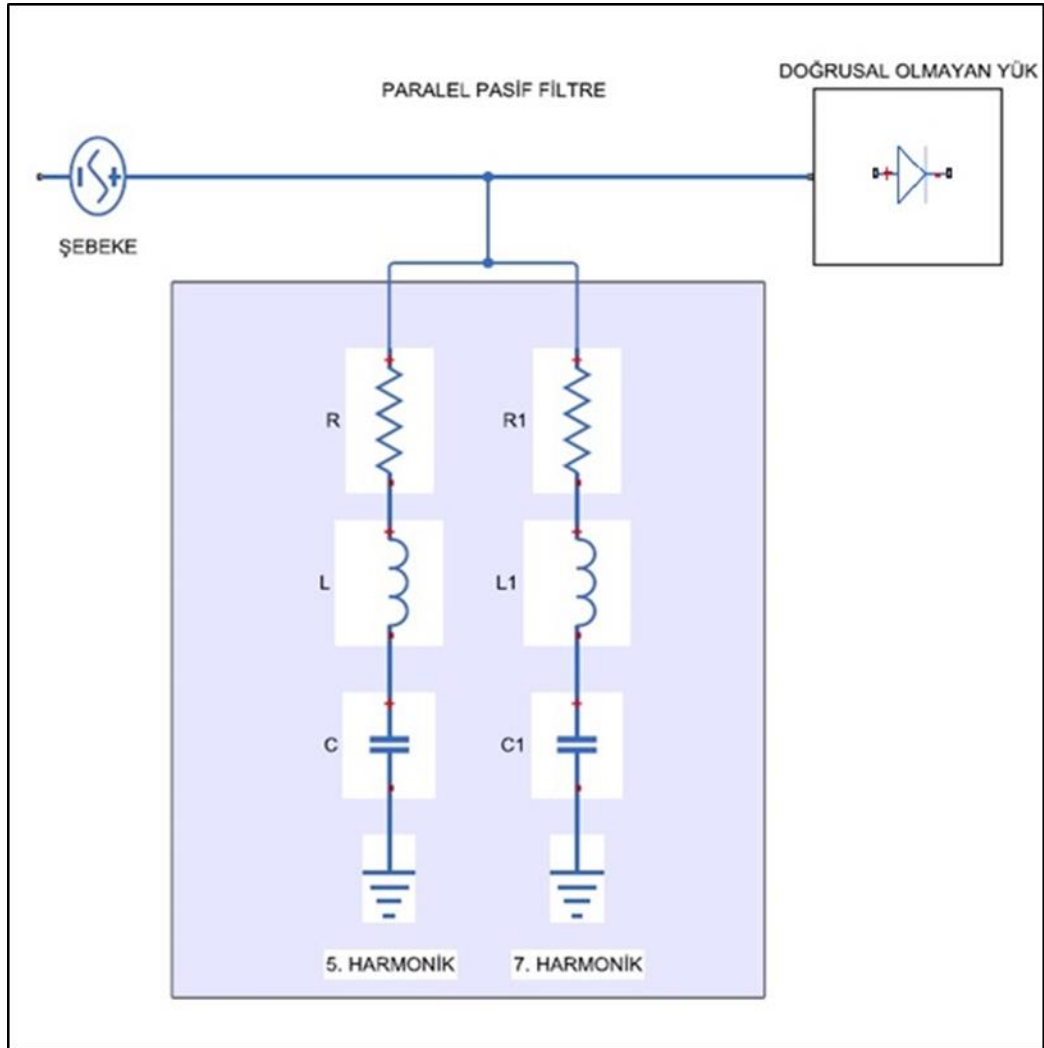 DOĞRUSAL OLMAYAN YÜK
PARALEL PASİF FİLTRE
ŞEBEKE
R
R1
L
L1
C
C1
5. HARMONİK
7. HARMONİK